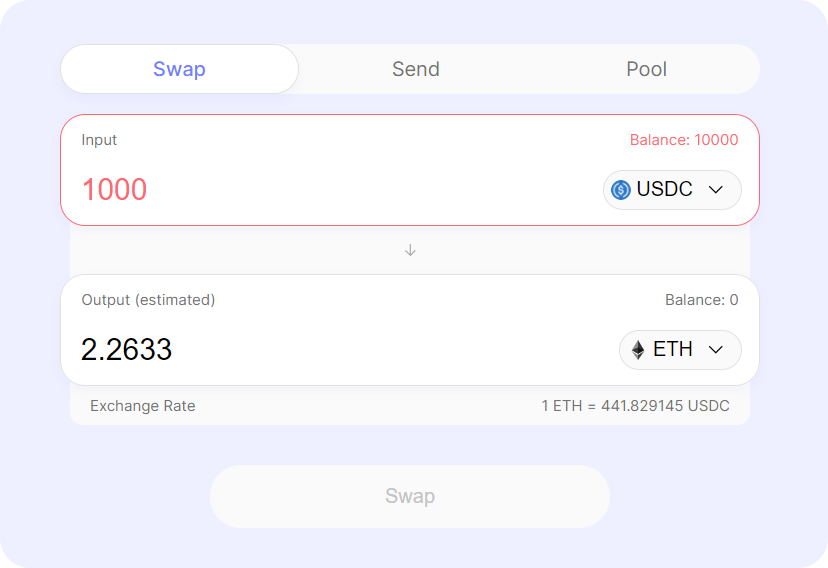 Swap Send Pool
Input Balance: 10000
1000 USDC
↓
Output (estimated) Balance: 0
2.2633 ETH
Exchange Rate 1 ETH = 441.829145 USDC
Swap